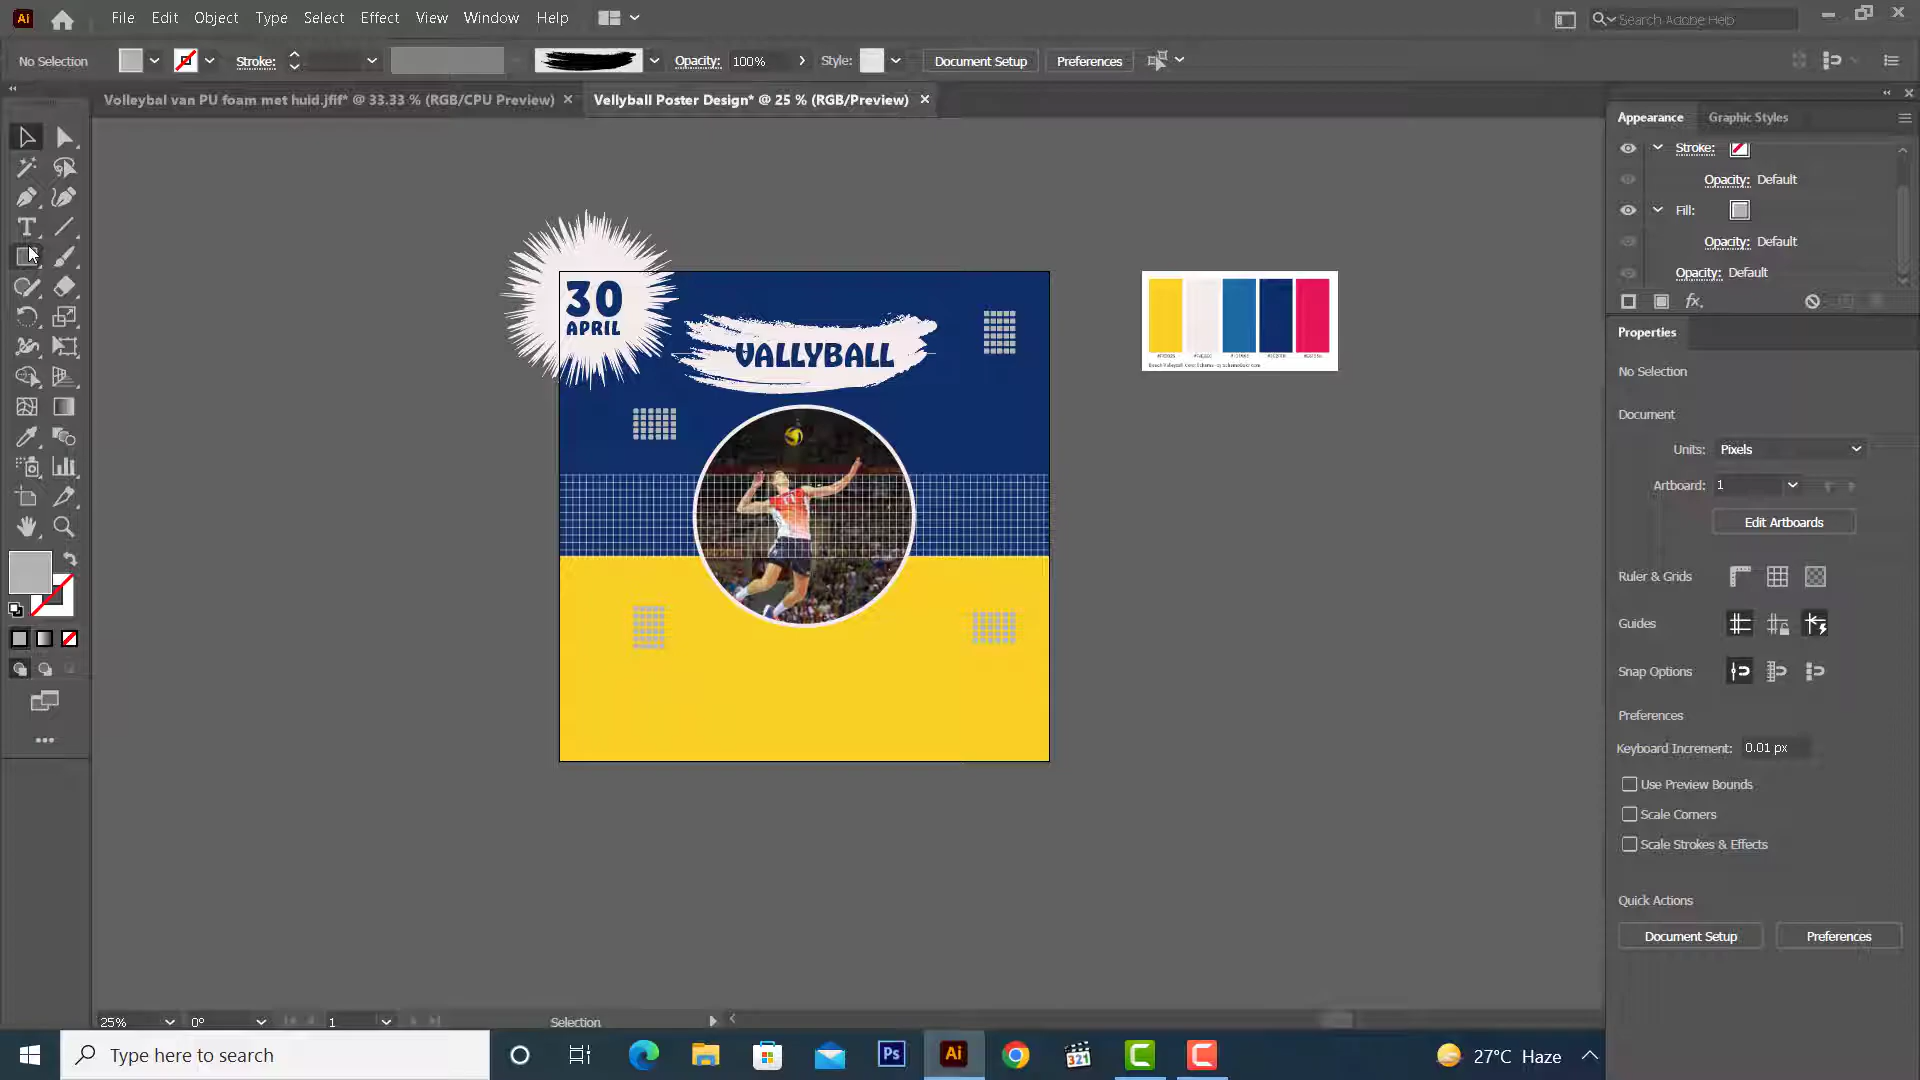 Ai File Edit Object Type Select Effect View Window Help Search Adobe Help
No Selection Stroke: Opacity: 100% Style: Document Setup Preferences
Volleybal van PU foam met huid.jfif* @ 33.33 % (RGB/CPU Preview) × Vellyball Poster Design* @ 25 % (RGB/Preview) ×
Appearance Graphic Styles
Stroke:
Opacity: Default
Fill:
Opacity: Default
Opacity: Default
fx.
30
APRIL
VALLYBALL
Properties
No Selection
Document
Units: Pixels
Artboard: 1
Edit Artboards
Ruler & Grids
Guides
Snap Options
Preferences
Keyboard Increment: 0.01 px
Use Preview Bounds
Scale Corners
Scale Strokes & Effects
Quick Actions
Document Setup Preferences
25% 0° 1 Selection
Type here to search Ps Ai 321 27°C Haze